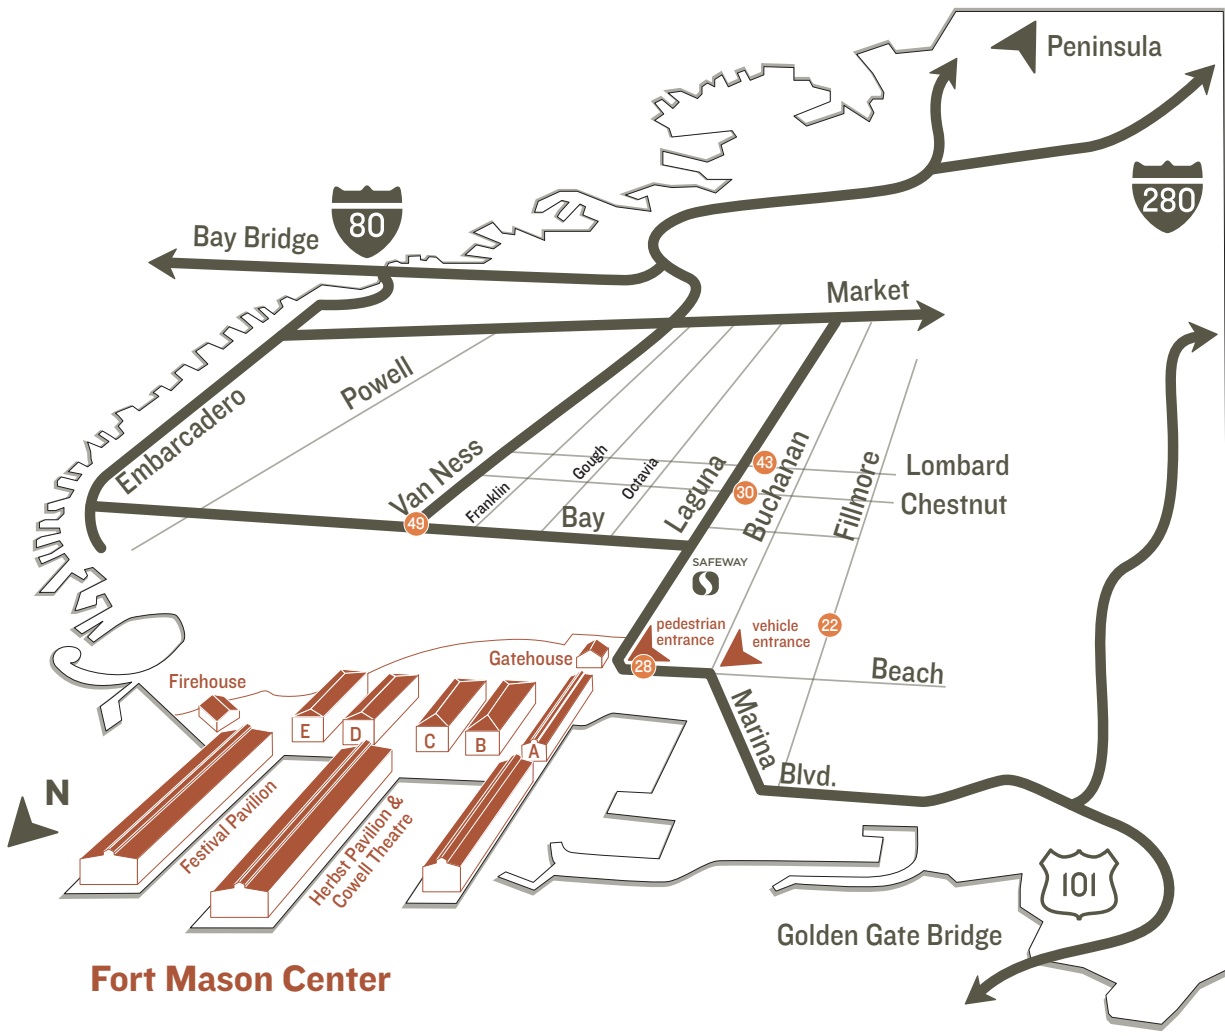 Peninsula
80
280
Bay Bridge
Market
Powell
Embarcadero
Van Ness
Franklin
Gough
Octavia
Laguna
Buchanan
Fillmore
43
Lombard
30
Chestnut
49
Bay
SAFEWAY
pedestrian
entrance
vehicle
entrance
22
28
Beach
Gatehouse
Firehouse
E
D
C
B
A
Marina
Blvd.
N
Festival Pavilion
Herbst Pavilion &
Cowell Theatre
101
Golden Gate Bridge
Fort Mason Center